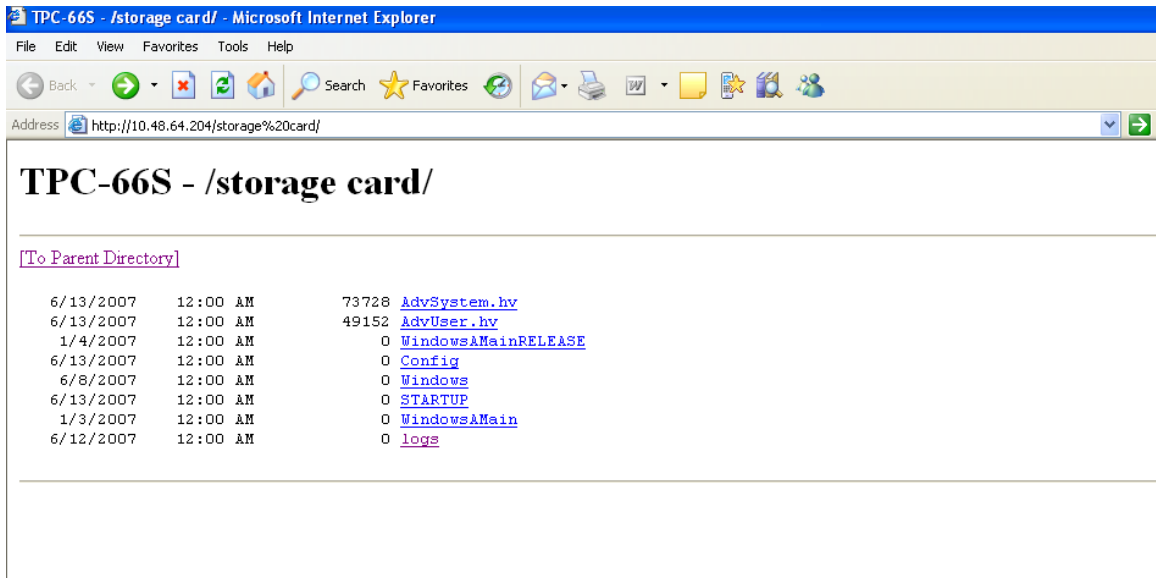 TPC-66S - /storage card/ - Microsoft Internet Explorer
File Edit View Favorites Tools Help
Back Search Favorites
Address http://10.48.64.204/storage%20card/
TPC-66S - /storage card/
[To Parent Directory]
6/13/2007 12:00 AM 73728 AdvSystem.hv
6/13/2007 12:00 AM 49152 AdvUser.hv
1/4/2007 12:00 AM 0 WindowsAMainRELEASE
6/13/2007 12:00 AM 0 Config
6/8/2007 12:00 AM 0 Windows
6/13/2007 12:00 AM 0 STARTUP
1/3/2007 12:00 AM 0 WindowsAMain
6/12/2007 12:00 AM 0 logs